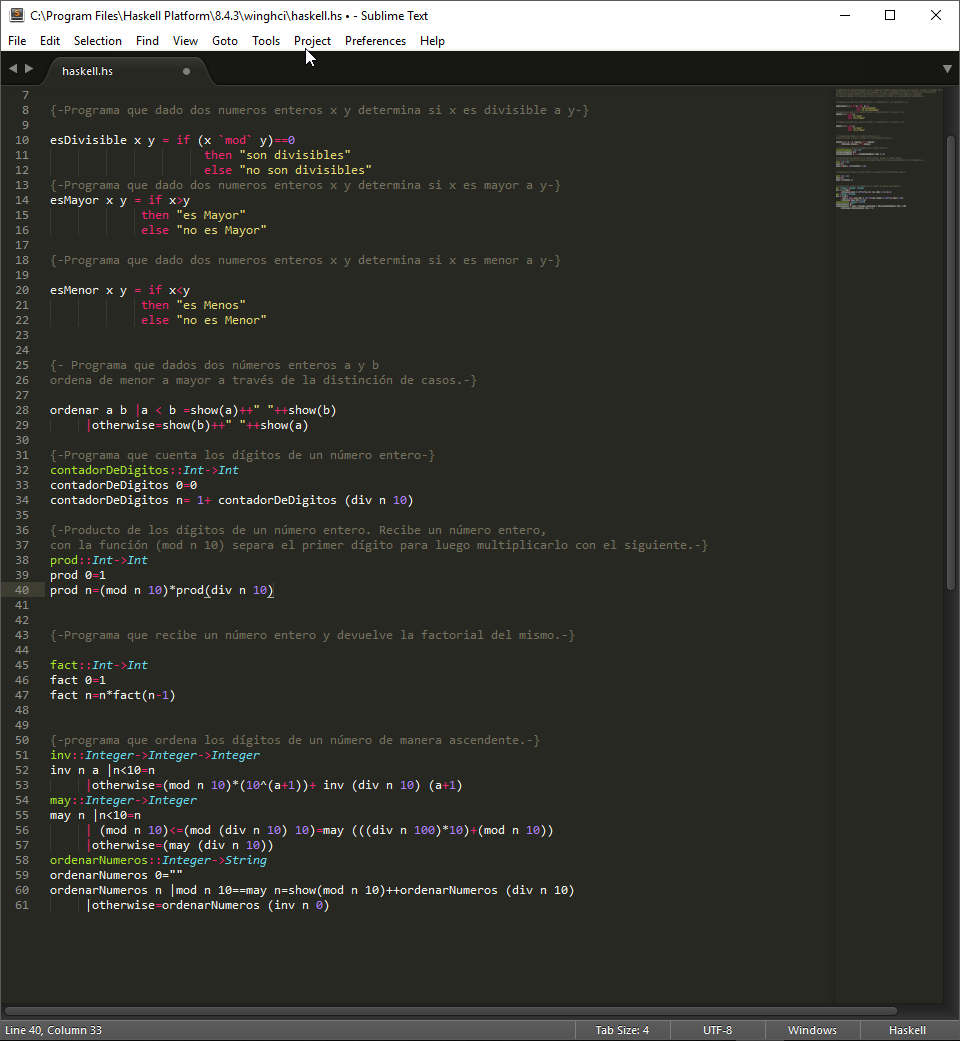 C:\Program Files\Haskell Platform\8.4.3\winghci\haskell.hs • - Sublime Text
File Edit Selection Find View Goto Tools Project Preferences Help
haskell.hs
7
8 {-Programa que dado dos numeros enteros x y determina si x es divisible a y-}
9
10 esDivisible x y = if (x `mod` y)==0
11 then "son divisibles"
12 else "no son divisibles"
13 {-Programa que dado dos numeros enteros x y determina si x es mayor a y-}
14 esMayor x y = if x>y
15 then "es Mayor"
16 else "no es Mayor"
17
18 {-Programa que dado dos numeros enteros x y determina si x es menor a y-}
19
20 esMenor x y = if x<y
21 then "es Menos"
22 else "no es Menor"
23
24
25 {- Programa que dados dos números enteros a y b
26 ordena de menor a mayor a través de la distinción de casos.-}
27
28 ordenar a b |a < b =show(a)++" "++show(b)
29 |otherwise=show(b)++" "++show(a)
30
31 {-Programa que cuenta los dígitos de un número entero-}
32 contadorDeDigitos::Int->Int
33 contadorDeDigitos 0=0
34 contadorDeDigitos n= 1+ contadorDeDigitos (div n 10)
35
36 {-Producto de los dígitos de un número entero. Recibe un número entero,
37 con la función (mod n 10) separa el primer dígito para luego multiplicarlo con el siguiente.-}
38 prod::Int->Int
39 prod 0=1
40 prod n=(mod n 10)*prod(div n 10)
41
42
43 {-Programa que recibe un número entero y devuelve la factorial del mismo.-}
44
45 fact::Int->Int
46 fact 0=1
47 fact n=n*fact(n-1)
48
49
50 {-programa que ordena los dígitos de un número de manera ascendente.-}
51 inv::Integer->Integer->Integer
52 inv n a |n<10=n
53 |otherwise=(mod n 10)*(10^(a+1))+ inv (div n 10) (a+1)
54 may::Integer->Integer
55 may n |n<10=n
56 | (mod n 10)<=(mod (div n 10) 10)=may (((div n 100)*10)+(mod n 10))
57 |otherwise=(may (div n 10))
58 ordenarNumeros::Integer->String
59 ordenarNumeros 0=""
60 ordenarNumeros n |mod n 10==may n=show(mod n 10)++ordenarNumeros (div n 10)
61 |otherwise=ordenarNumeros (inv n 0)
Line 40, Column 33 Tab Size: 4 UTF-8 Windows Haskell